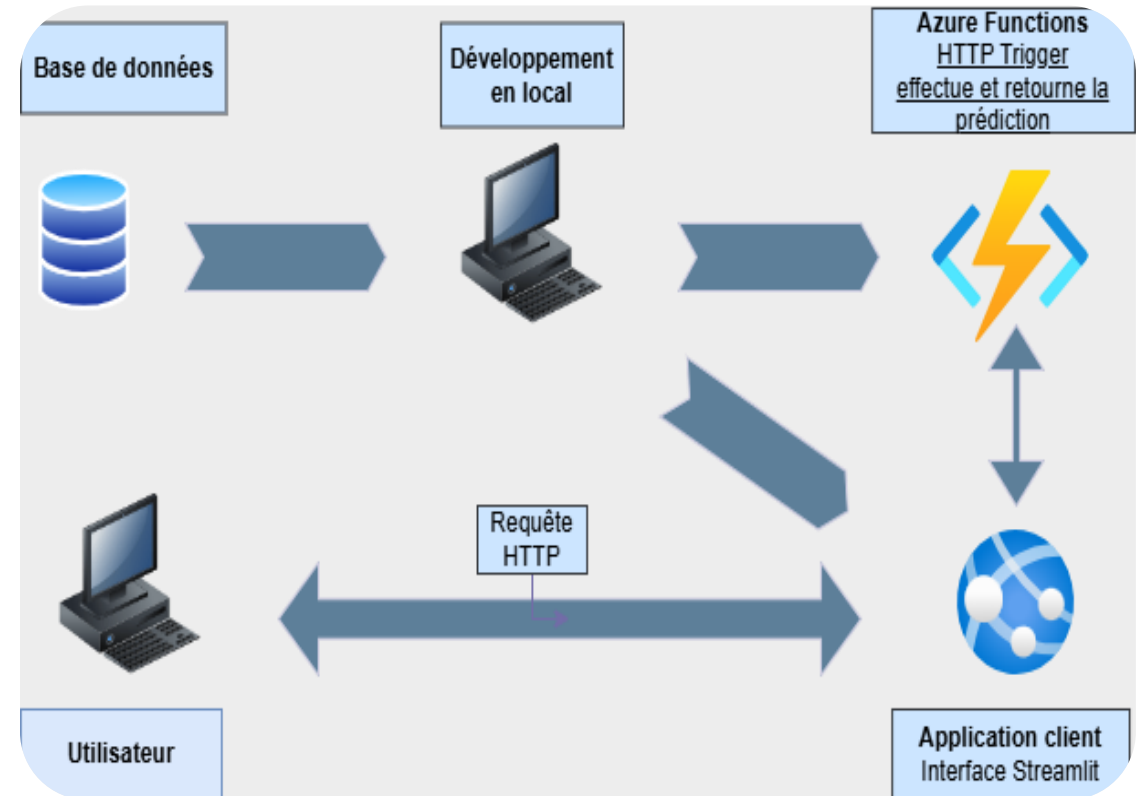 Base de données
Développement
en local
Azure Functions
HTTP Trigger
effectue et retourne la
prédiction
Requête
HTTP
Utilisateur
Application client
Interface Streamlit